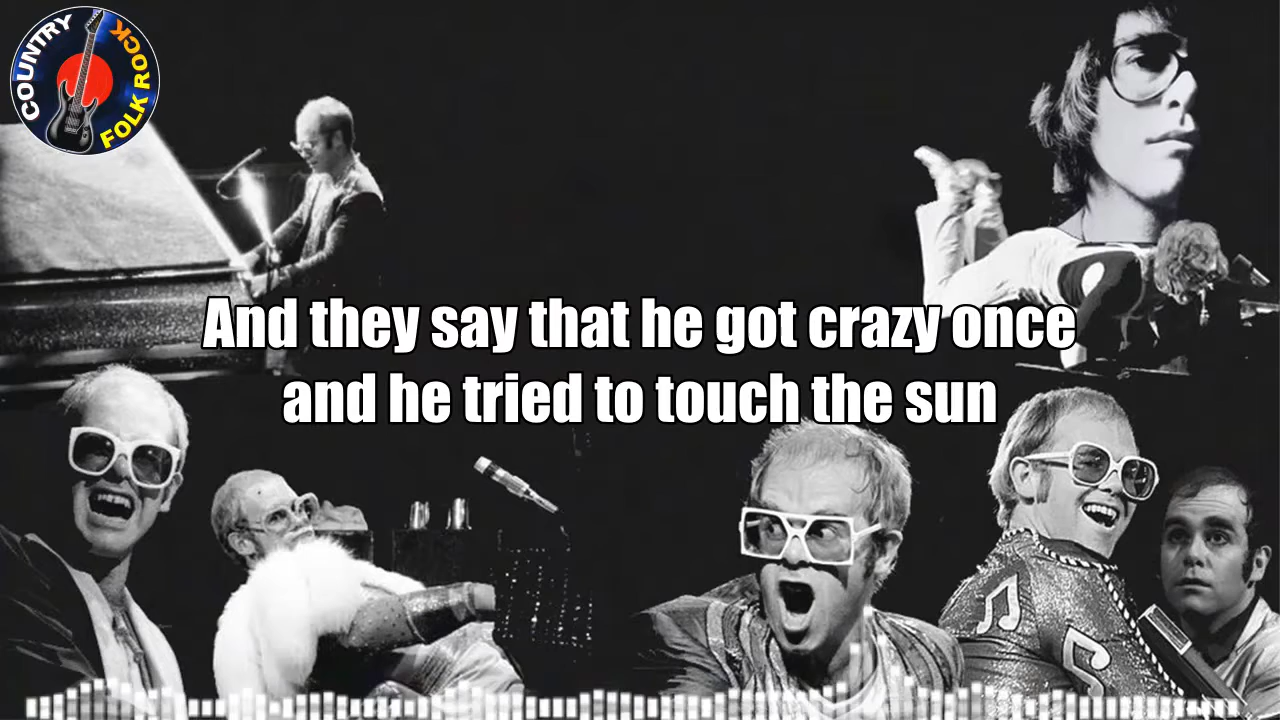 COUNTRY
FOLK ROCK
And they say that he got crazy once
and he tried to touch the sun